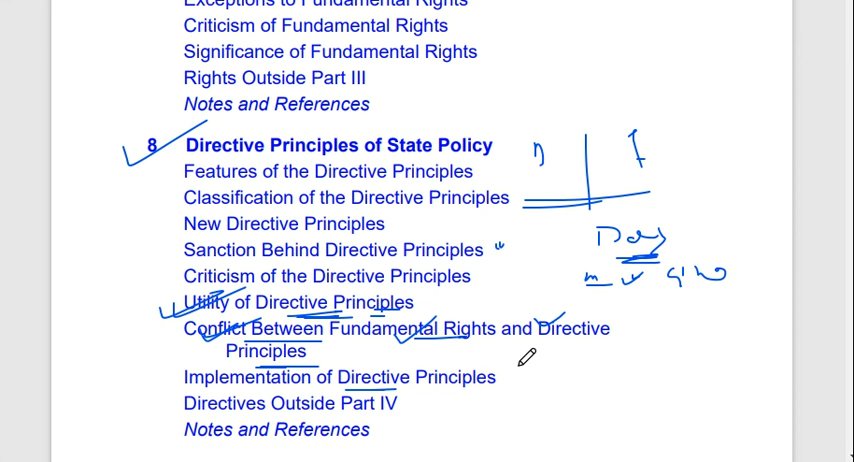 Exceptions to Fundamental Rights
Criticism of Fundamental Rights
Significance of Fundamental Rights
Rights Outside Part III
Notes and References
8 Directive Principles of State Policy
Features of the Directive Principles
Classification of the Directive Principles
New Directive Principles
Sanction Behind Directive Principles
Criticism of the Directive Principles
Utility of Directive Principles
Conflict Between Fundamental Rights and Directive
Principles
Implementation of Directive Principles
Directives Outside Part IV
Notes and References